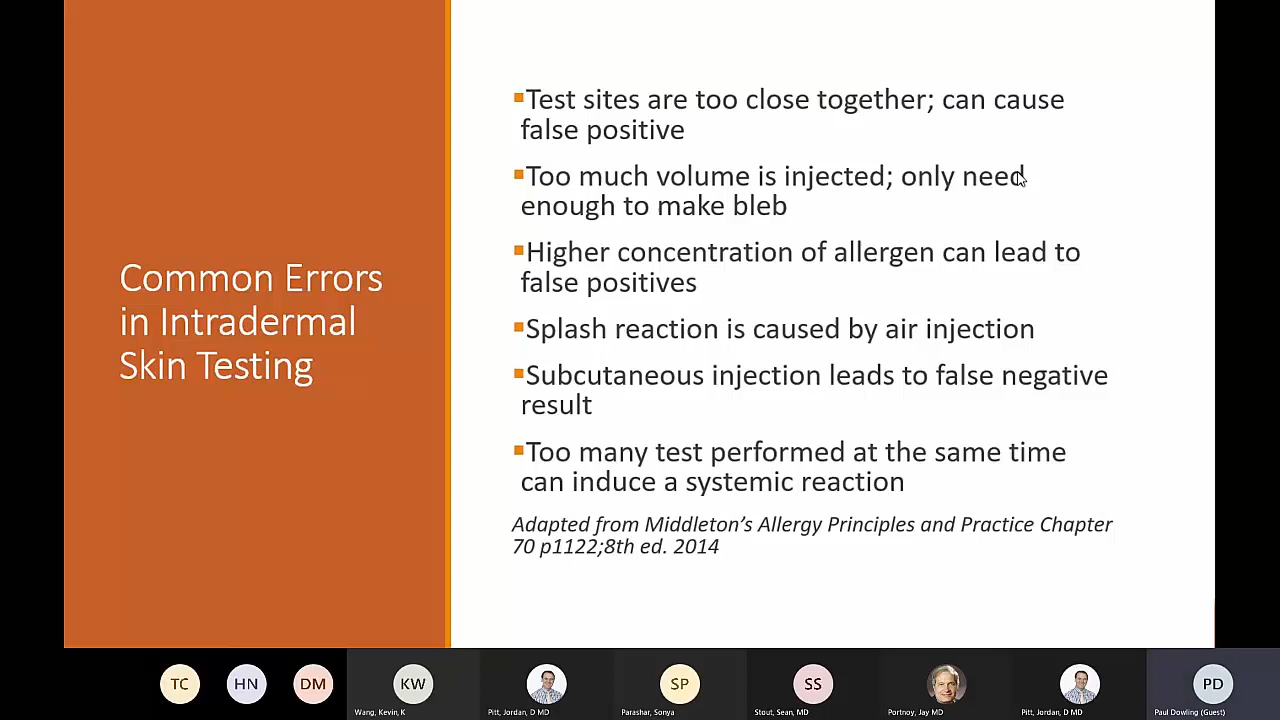 Common Errors
in Intradermal
Skin Testing
Test sites are too close together; can cause
false positive
Too much volume is injected; only need
enough to make bleb
Higher concentration of allergen can lead to
false positives
Splash reaction is caused by air injection
Subcutaneous injection leads to false negative
result
Too many test performed at the same time
can induce a systemic reaction
Adapted from Middleton's Allergy Principles and Practice Chapter
70 p1122;8th ed. 2014
TC HN DM KW SP SS PD
Wang, Kevin, K
Pitt, Jordan, D MD
Parashar, Sonya
Stout, Sean, MD
Portnoy, Jay MD
Pitt, Jordan, D MD
Paul Dowling (Guest)